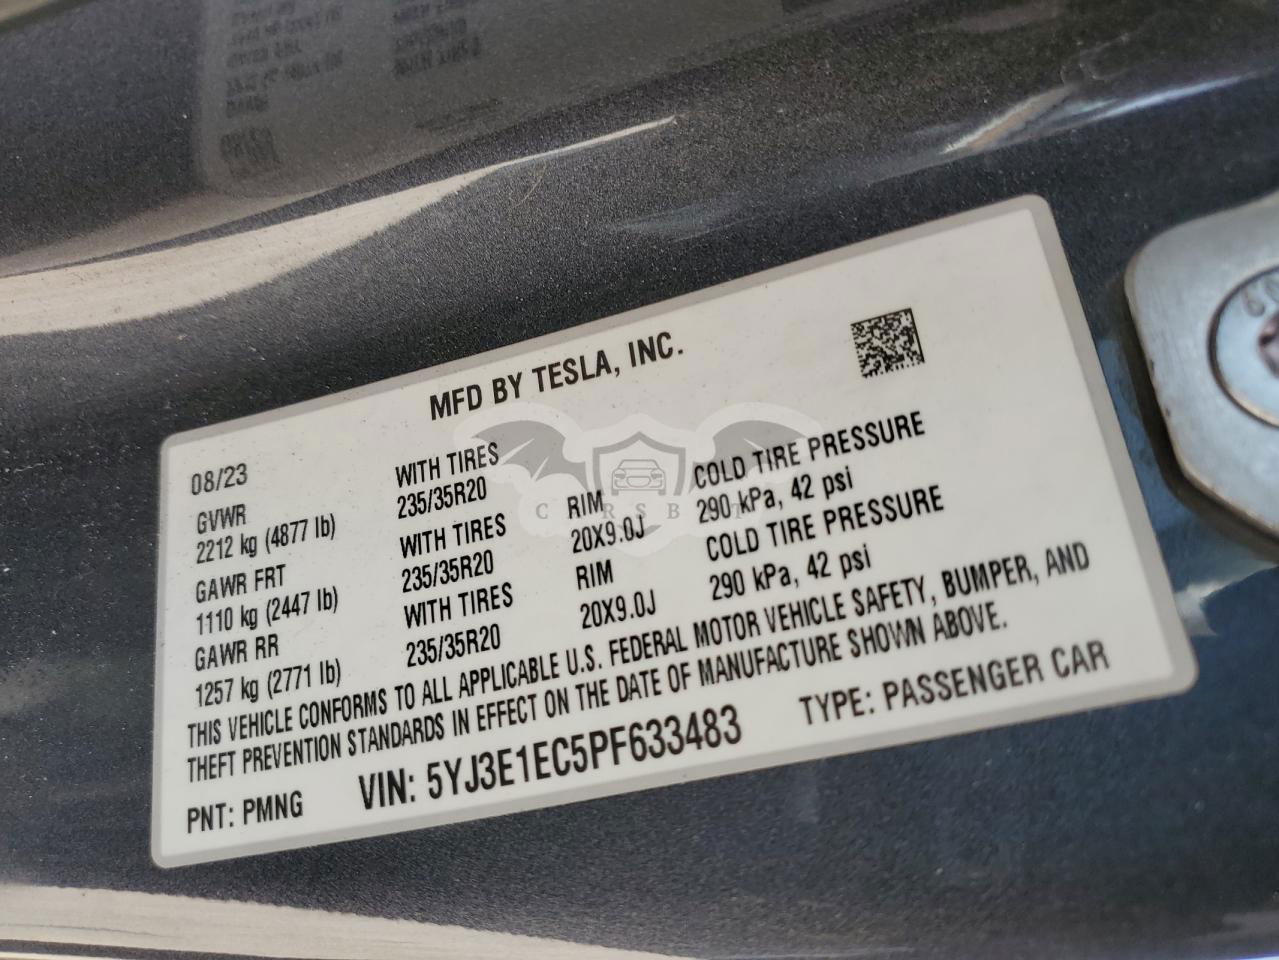 MFD BY TESLA, INC.
08/23
GVWR
2212 kg (4877 lb)
GAWR FRT
1110 kg (2447 lb)
GAWR RR
1257 kg (2771 lb)
WITH TIRES
235/35R20
WITH TIRES
235/35R20
WITH TIRES
235/35R20
RIM
20X9.0J
RIM
20X9.0J
COLD TIRE PRESSURE
290 kPa, 42 psi
COLD TIRE PRESSURE
290 kPa, 42 psi
THIS VEHICLE CONFORMS TO ALL APPLICABLE U.S. FEDERAL MOTOR VEHICLE SAFETY, BUMPER, AND
THEFT PREVENTION STANDARDS IN EFFECT ON THE DATE OF MANUFACTURE SHOWN ABOVE.
PNT: PMNG
VIN: 5YJ3E1EC5PF633483
TYPE: PASSENGER CAR